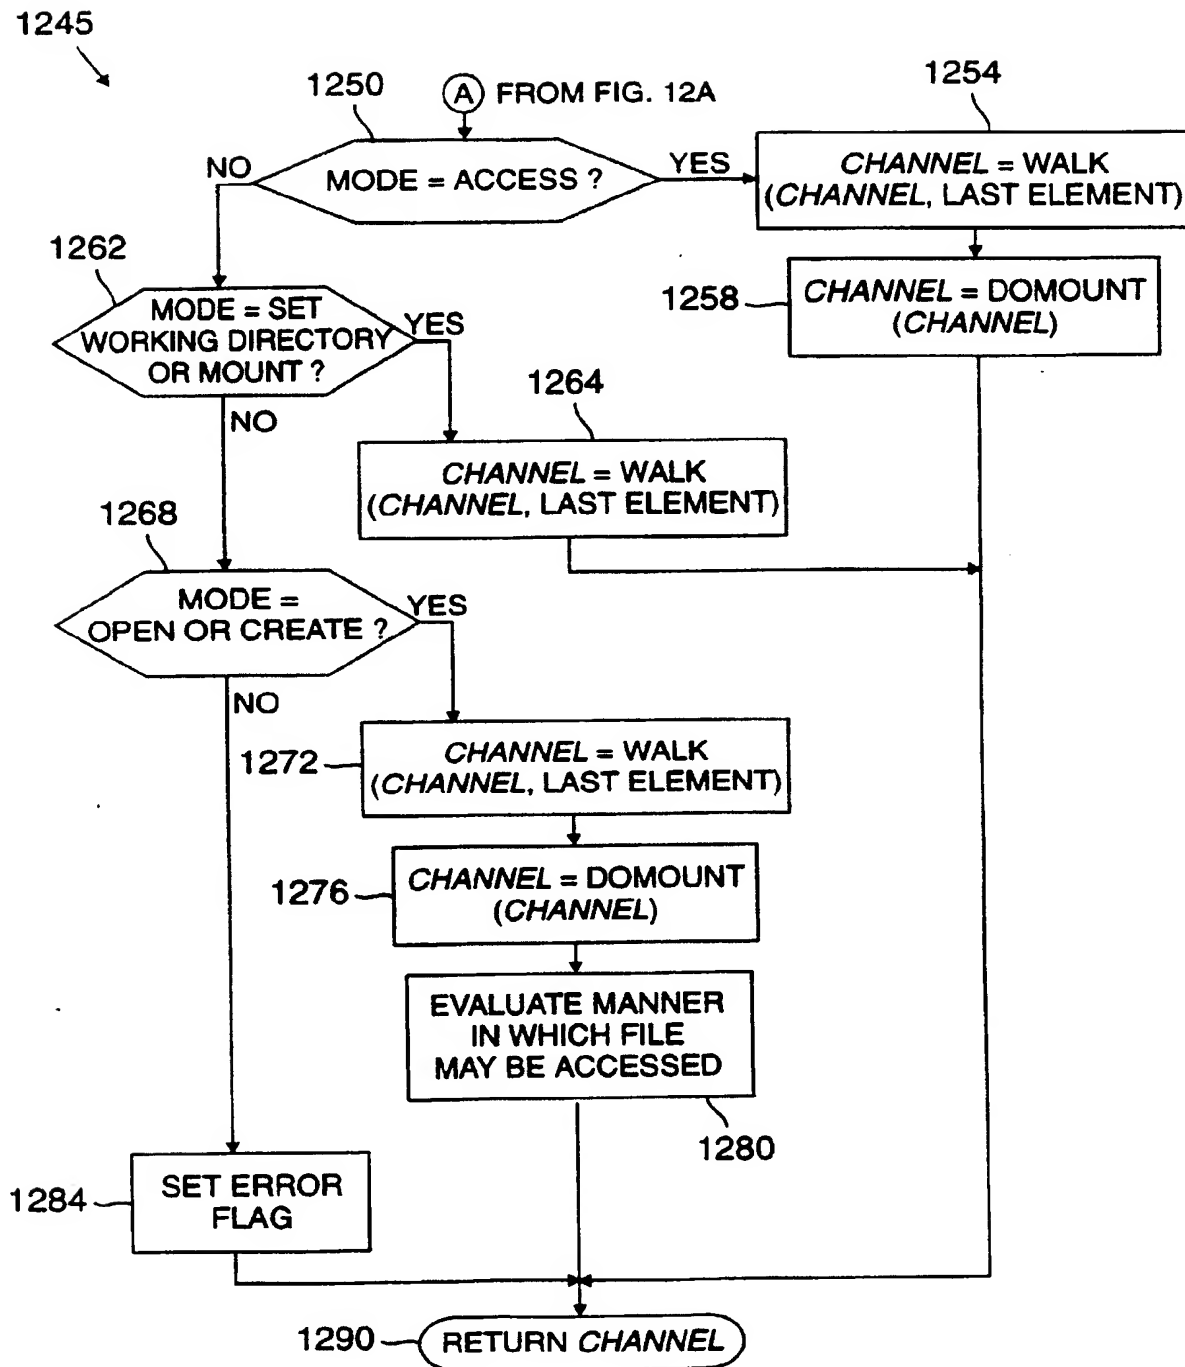 1245
1250
A FROM FIG. 12A
1254
NO
MODE = ACCESS ?
YES
CHANNEL = WALK
(CHANNEL, LAST ELEMENT)
1262
1258
CHANNEL = DOMOUNT
(CHANNEL)
MODE = SET
WORKING DIRECTORY
OR MOUNT ?
YES
NO
1264
CHANNEL = WALK
(CHANNEL, LAST ELEMENT)
1268
MODE =
OPEN OR CREATE ?
YES
NO
1272
CHANNEL = WALK
(CHANNEL, LAST ELEMENT)
1276
CHANNEL = DOMOUNT
(CHANNEL)
EVALUATE MANNER
IN WHICH FILE
MAY BE ACCESSED
1280
1284
SET ERROR
FLAG
1290
RETURN CHANNEL